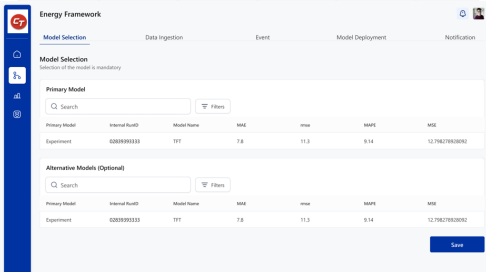 Energy Framework
CT
Model Selection Data Ingestion Event Model Deployment Notification
Model Selection
Selection of the model is mandatory
Primary Model
Search Filters
Primary Model Internal RunID Model Name MAE rmse MAPE MSE
Experiment 02839393333 TFT 7.8 11.3 9.14 12.798278928092
Alternative Models (Optional)
Search Filters
Primary Model Internal RunID Model Name MAE rmse MAPE MSE
Experiment 02839393333 TFT 7.8 11.3 9.14 12.798278928092
Save